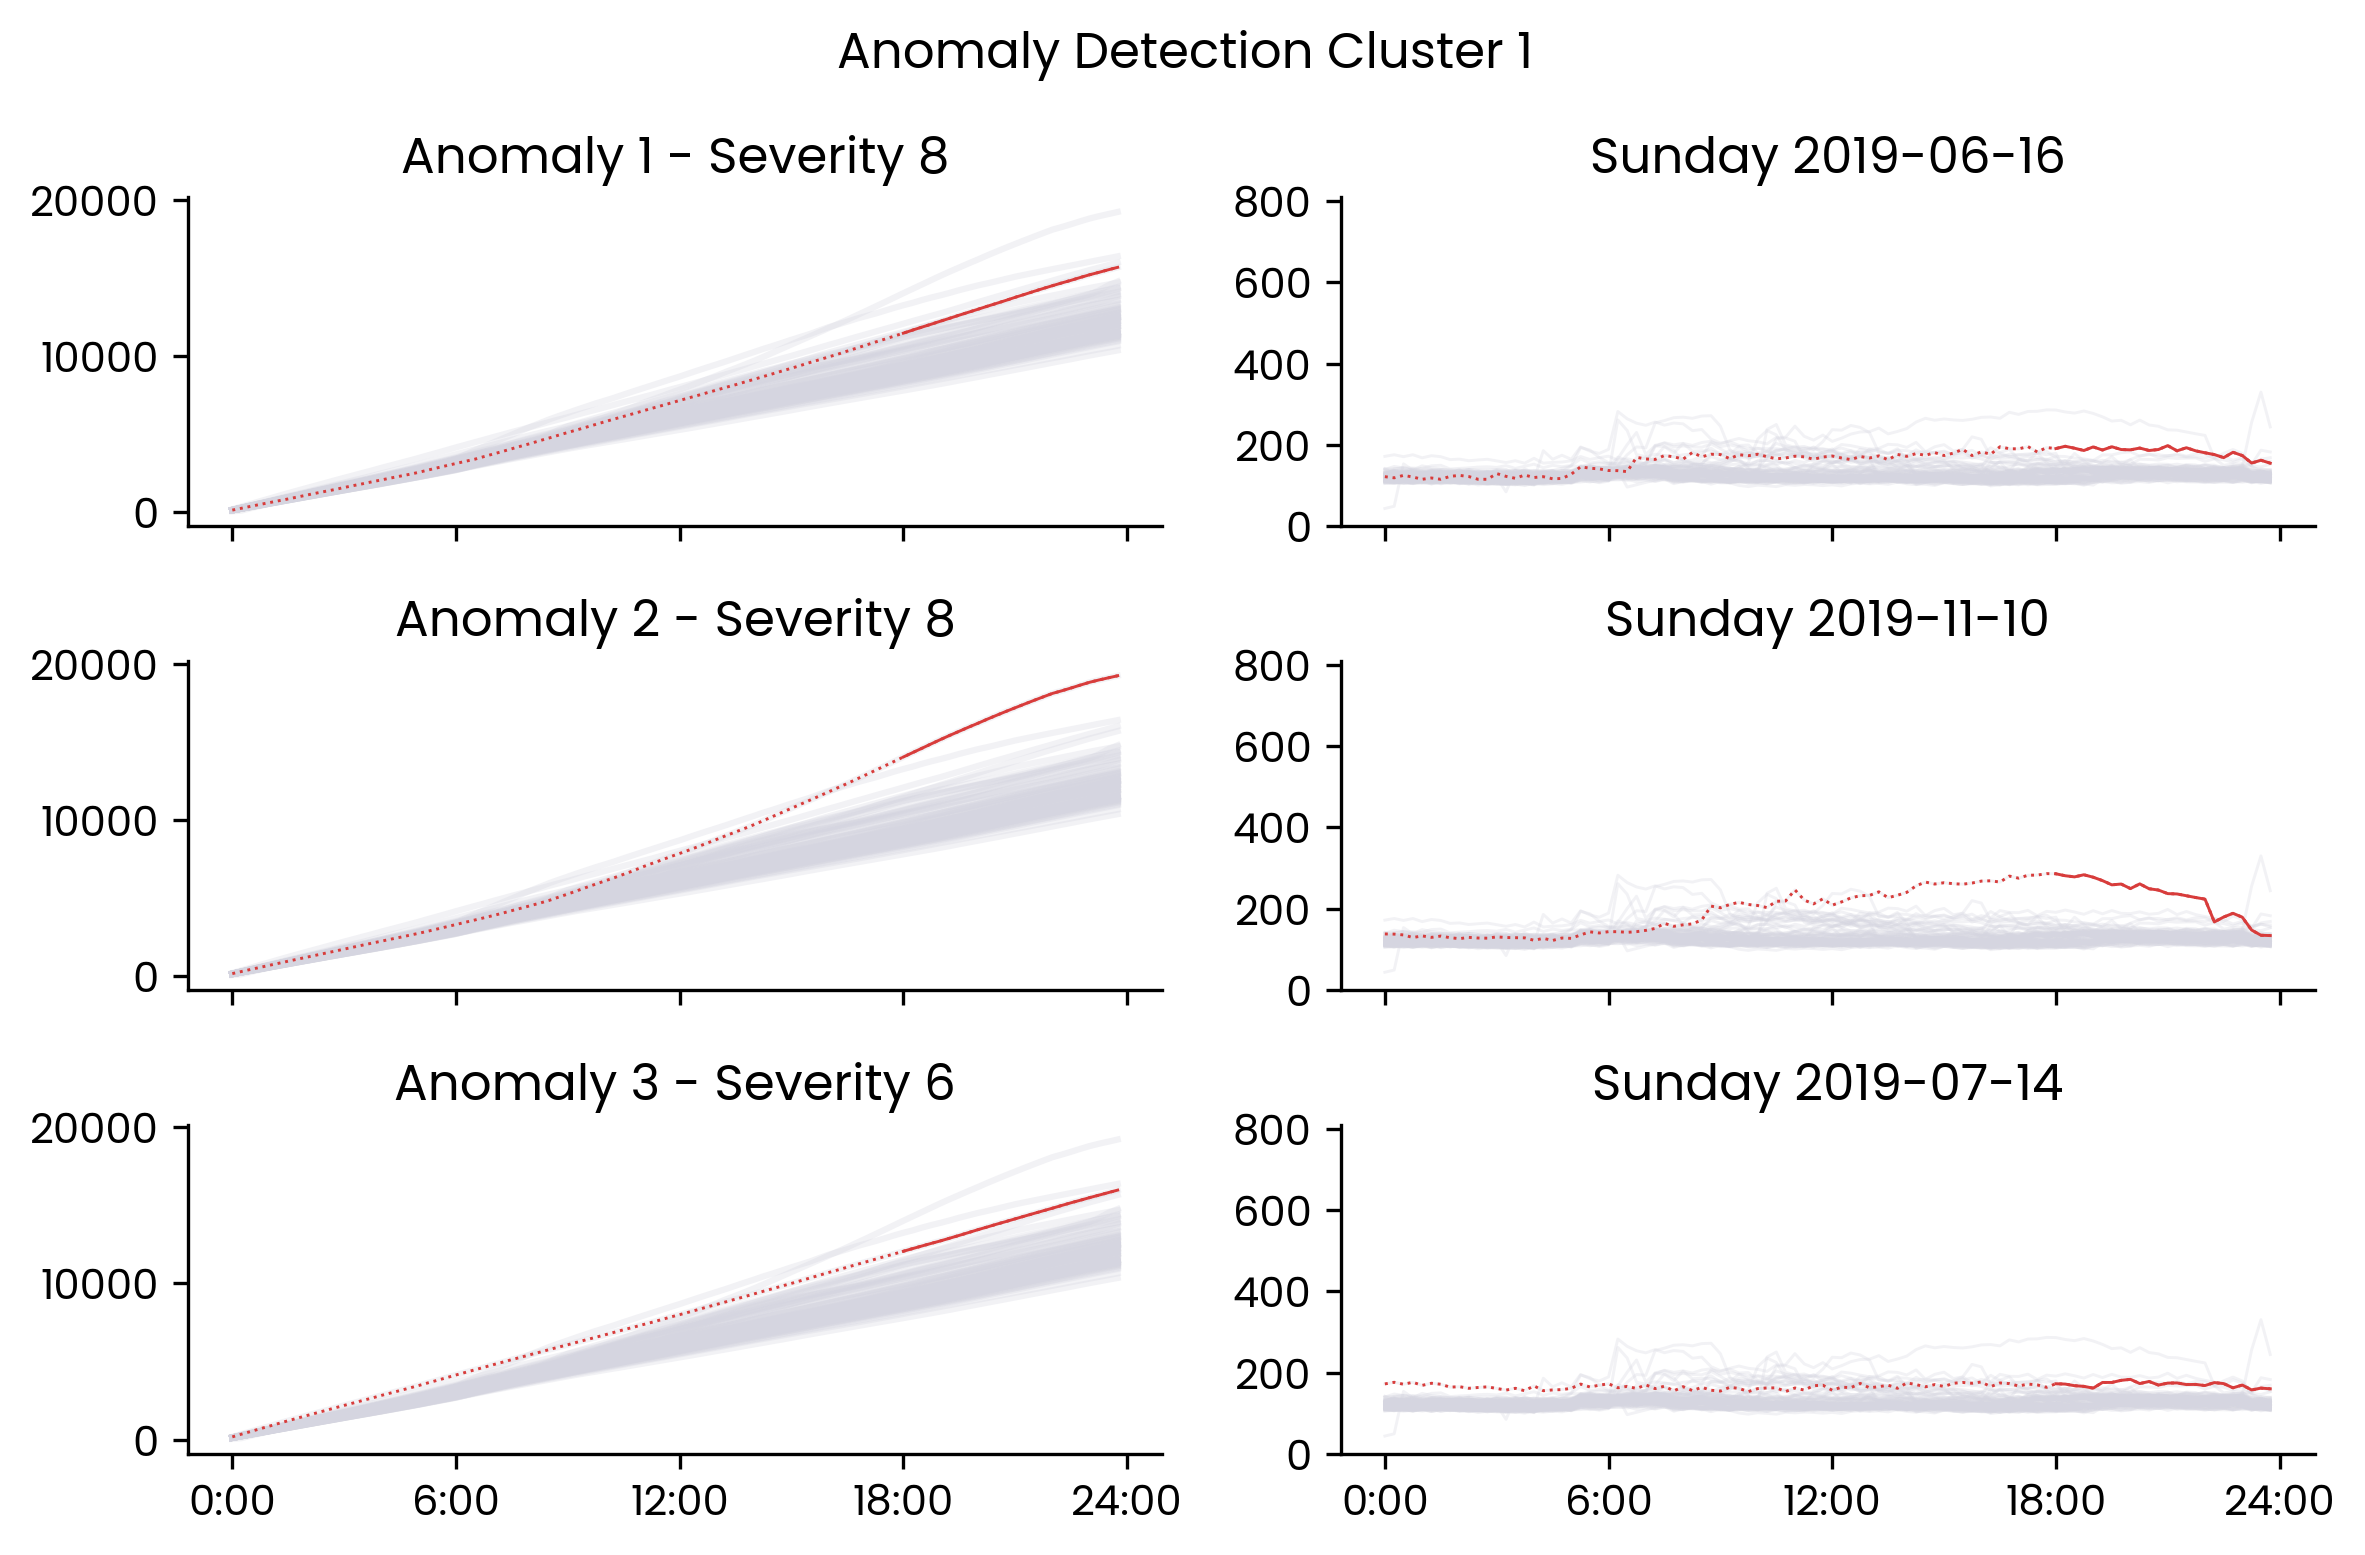 Anomaly Detection Cluster 1
Anomaly 1 - Severity 8
Sunday 2019-06-16
20000
10000
0
800
600
400
200
0
Anomaly 2 - Severity 8
Sunday 2019-11-10
20000
10000
0
800
600
400
200
0
Anomaly 3 - Severity 6
Sunday 2019-07-14
20000
10000
0
800
600
400
200
0
0:00 6:00 12:00 18:00 24:00
0:00 6:00 12:00 18:00 24:00